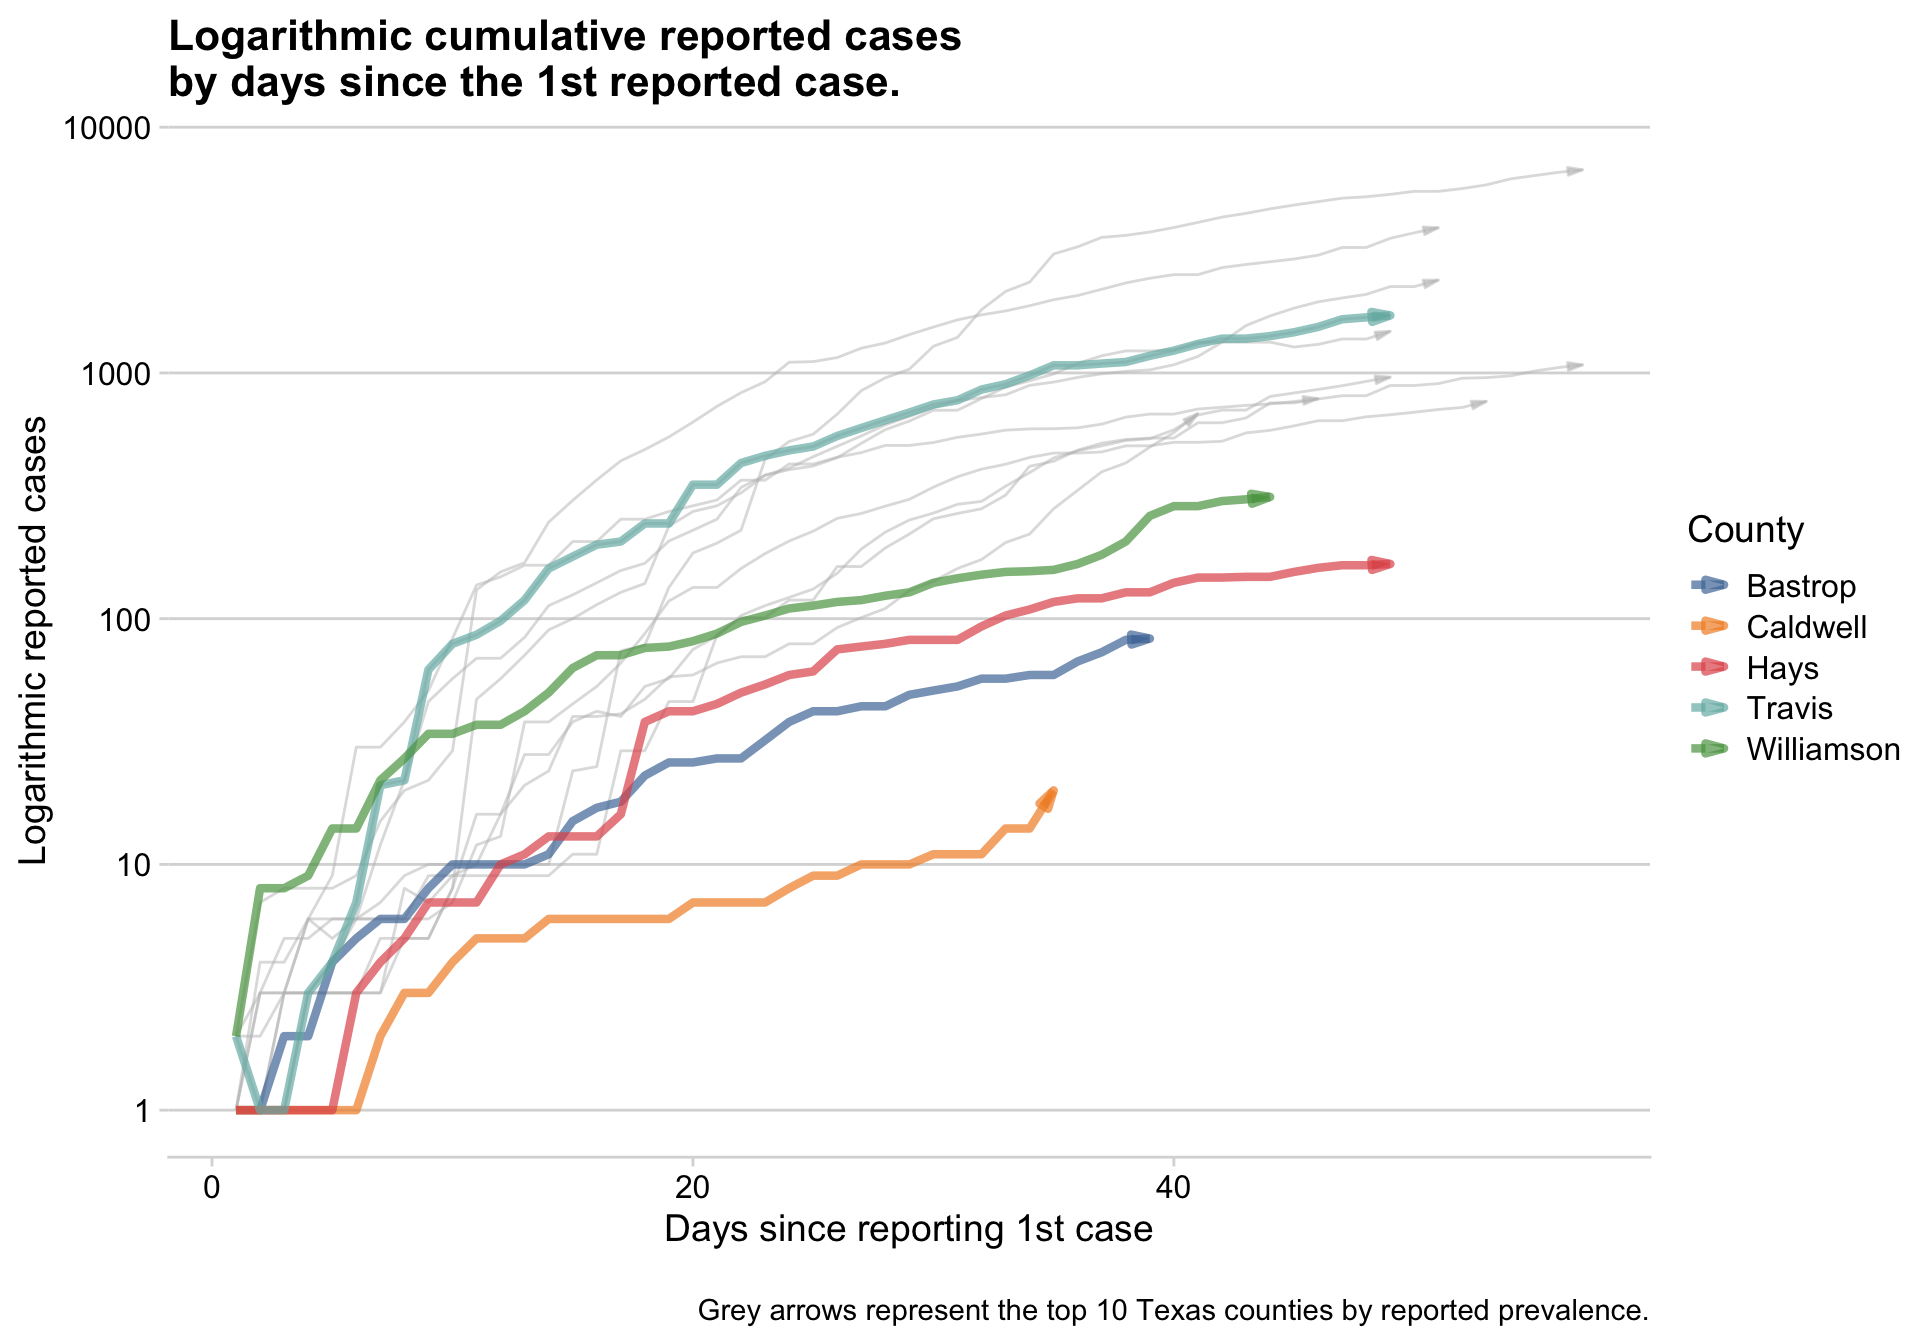 Logarithmic cumulative reported cases
by days since the 1st reported case.
10000
1000
100
10
1
Logarithmic reported cases
0
20
40
Days since reporting 1st case
County
Bastrop
Caldwell
Hays
Travis
Williamson
Grey arrows represent the top 10 Texas counties by reported prevalence.